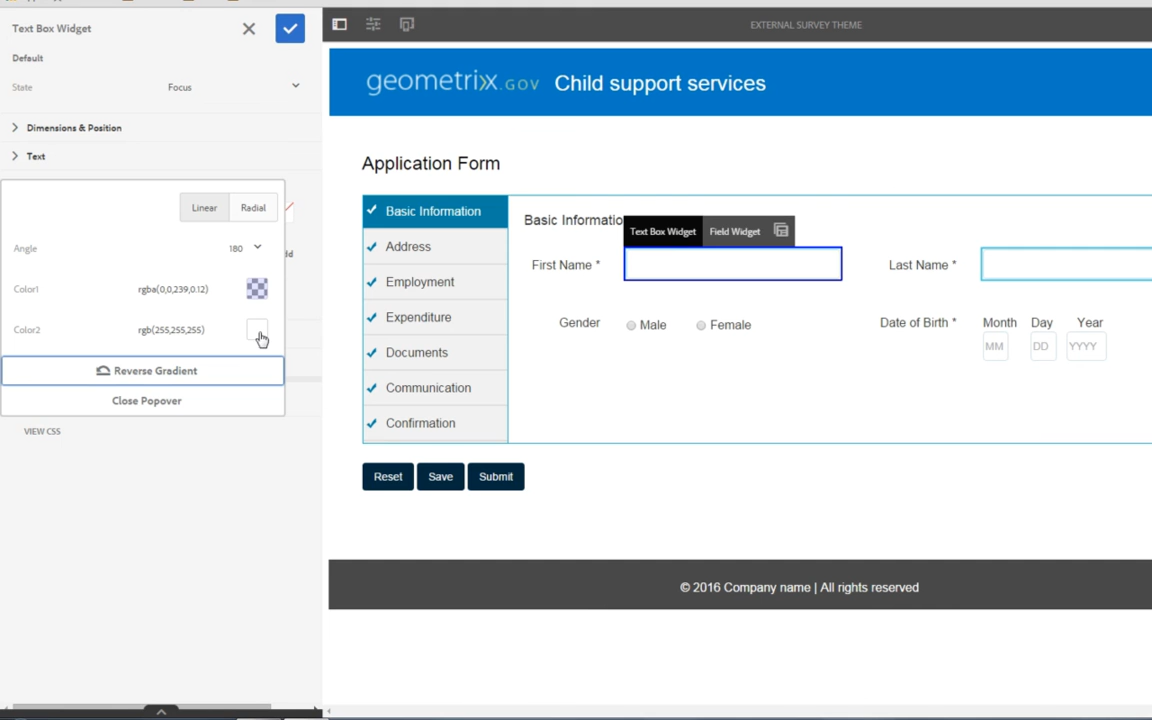 Text Box Widget
Default
State Focus
Dimensions & Position
Text
Linear Radial
Angle 180
Color1 rgba(0,0,239,0.12)
Color2 rgb(255,255,255)
Reverse Gradient
Close Popover
VIEW CSS
EXTERNAL SURVEY THEME
geometrixx.GOV Child support services
Application Form
Basic Information
Address
Employment
Expenditure
Documents
Communication
Confirmation
Basic Informatio
Text Box Widget Field Widget
First Name * Last Name *
Gender Male Female Date of Birth * Month Day Year
MM DD YYYY
Reset Save Submit
© 2016 Company name | All rights reserved